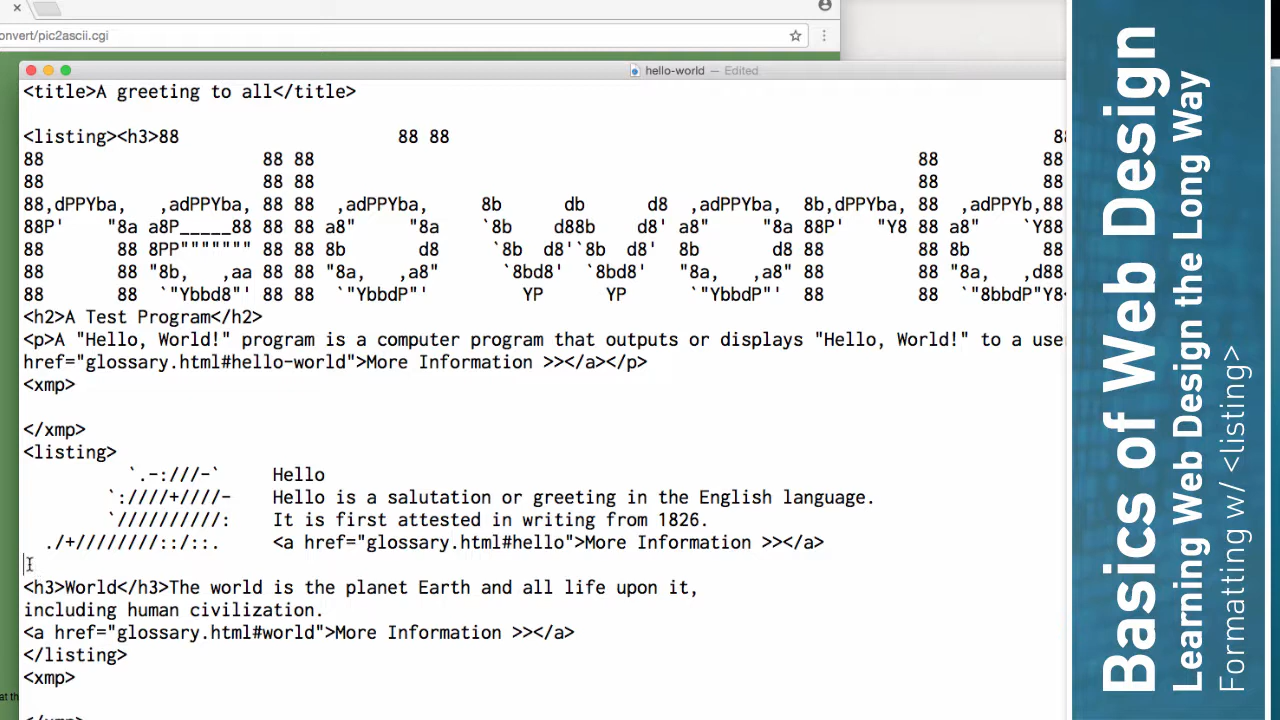 onvert/pic2ascii.cgi
hello-world — Edited
<title>A greeting to all</title>
<listing><h3>88                     88 88                                                          88
88                     88 88                                                          88          88
88                     88 88                                                          88          88
88,dPPYba,   ,adPPYba, 88 88  ,adPPYba,     8b      db      d8  ,adPPYba,  8b,dPPYba, 88  ,adPPYb,88
88P'    "8a a8P_____88 88 88 a8"     "8a    `8b    d88b    d8' a8"     "8a 88P'   "Y8 88 a8"    `Y88
88       88 8PP""""""" 88 88 8b       d8     `8b  d8'`8b  d8'  8b       d8 88         88 8b       88
88       88 "8b,   ,aa 88 88 "8a,   ,a8"      `8bd8'  `8bd8'   "8a,   ,a8" 88         88 "8a,   ,d88
88       88  `"Ybbd8"' 88 88  `"YbbdP"'         YP      YP      `"YbbdP"'  88         88  `"8bbdP"Y8
<h2>A Test Program</h2>
<p>A "Hello, World!" program is a computer program that outputs or displays "Hello, World!" to a use
href="glossary.html#hello-world">More Information >></a></p>
<xmp>
</xmp>
<listing>
          `.-:///-`     Hello
        `:////+////-    Hello is a salutation or greeting in the English language.
         `//////////:    It is first attested in writing from 1826.
  ./+////////::/::.     <a href="glossary.html#hello">More Information >></a>
<h3>World</h3>The world is the planet Earth and all life upon it,
including human civilization.
<a href="glossary.html#world">More Information >></a>
</listing>
<xmp>
</xmp>
at th
Basics of Web Design
Learning Web Design the Long Way
Formatting w/ <listing>